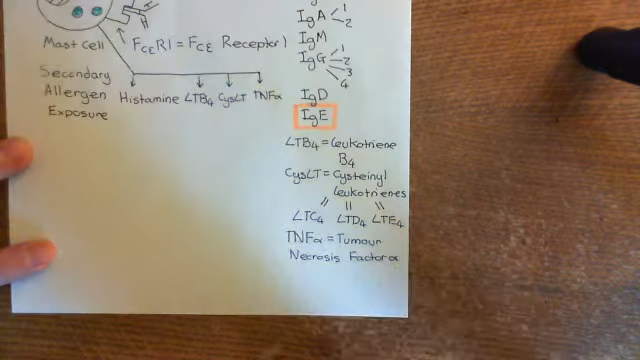 Mast Cell
FcεRI = Fcε Receptor I
Secondary
Allergen
Exposure
Histamine LTB4 CysLT TNFα
IgA 1
2
IgM
IgG 1
2
3
4
IgD
IgE
LTB4 = Leukotriene
B4
CysLT = Cysteinyl
Leukotrienes
LTC4 LTD4 LTE4
TNFα = Tumour
Necrosis Factor α